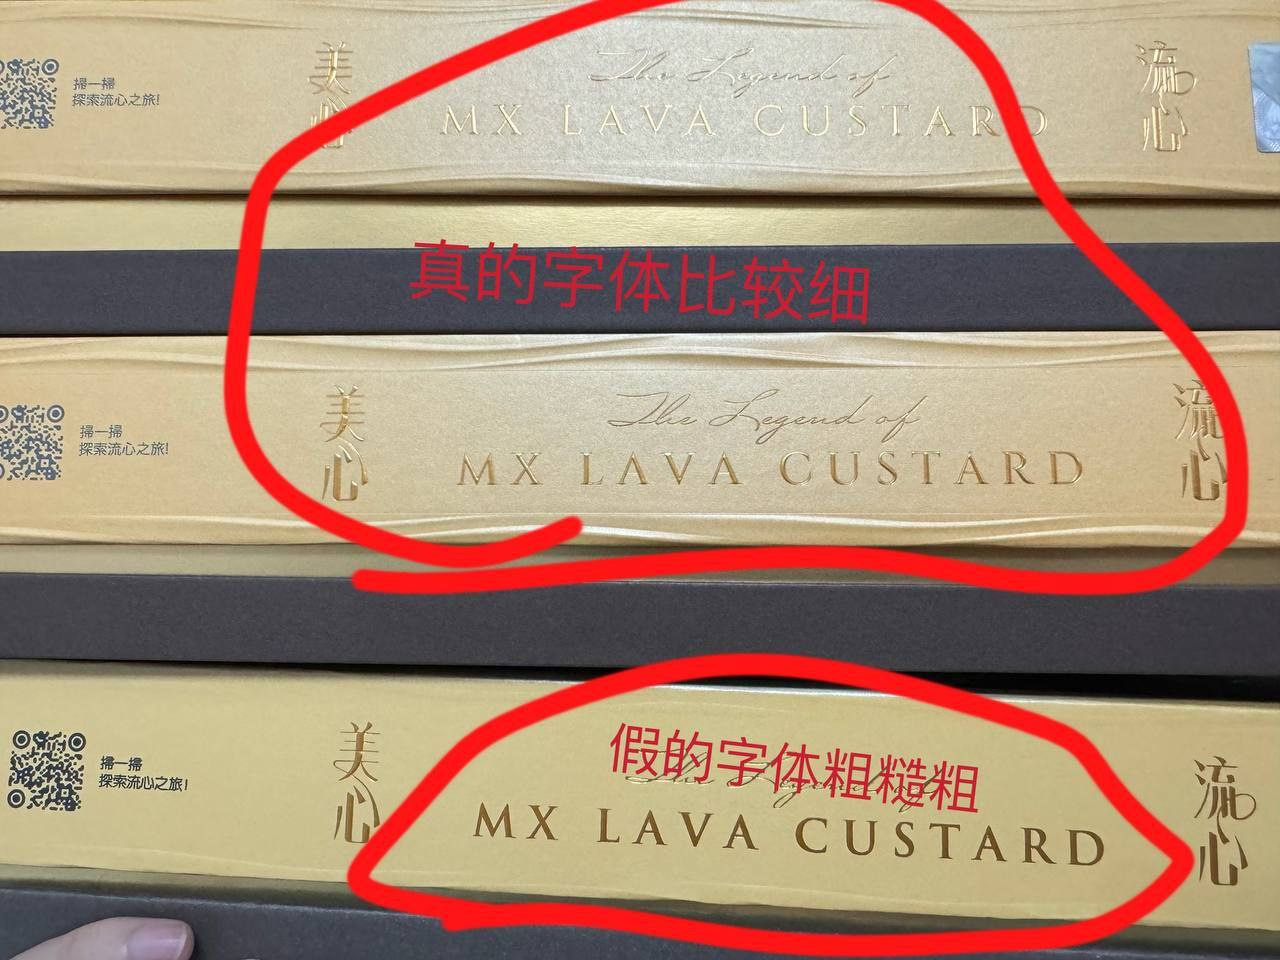 掃一掃
探索流心之旅!
美心
The Legend of
MX LAVA CUSTARD
流心
真的字体比较细
掃一掃
探索流心之旅!
美心
The Legend of
MX LAVA CUSTARD
流心
假的字体粗糙粗
掃一掃
探索流心之旅!
美心
The Legend of
MX LAVA CUSTARD
流心